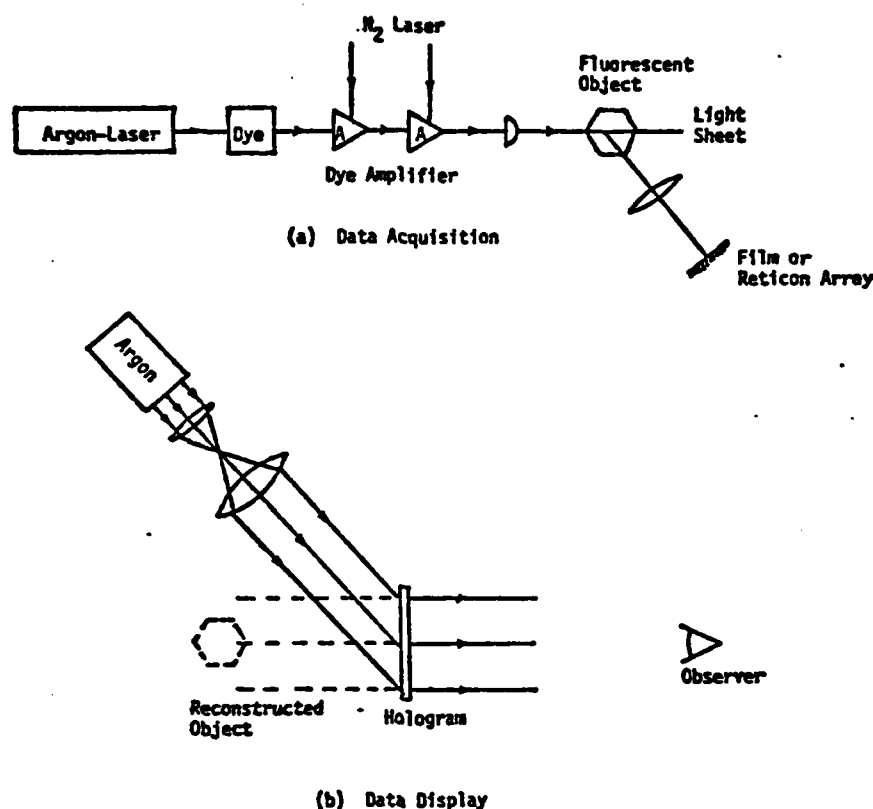 N₂ Laser
Fluorescent
Object
Argon-Laser
Dye
A
A
Light
Sheet
Dye Amplifier
(a) Data Acquisition
Film or
Reticon Array
Argon
Observer
Reconstructed
Object
Hologram
(b) Data Display